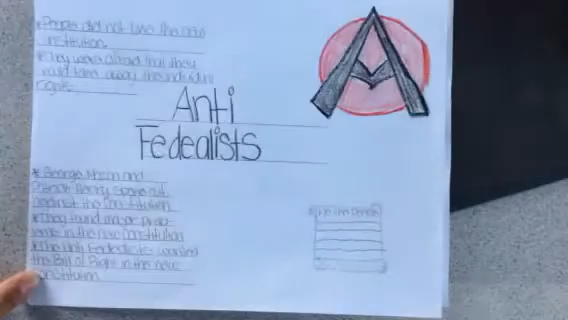 * People did not like the new
constitution.
* They were afraid that they
could take away the individual
rights.
Anti
Fedealists
* George Mason and
Patrick Henry spoke out
against the Constitution
* They found major prob-
lems in the new Constitution
* The Anti Fedealists wanted
the Bill of Right in the new
constitution